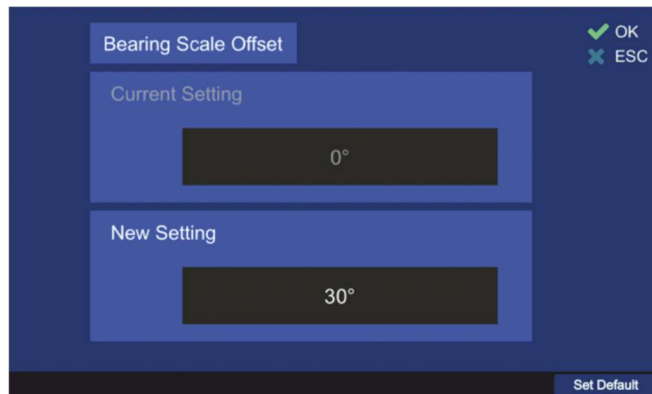 Bearing Scale Offset
OK
ESC
Current Setting
0°
New Setting
30°
Set Default